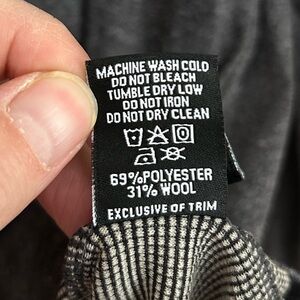 MACHINE WASH COLD
DO NOT BLEACH
TUMBLE DRY LOW
DO NOT IRON
DO NOT DRY CLEAN
69%POLYESTER
31% WOOL
EXCLUSIVE OF TRIM